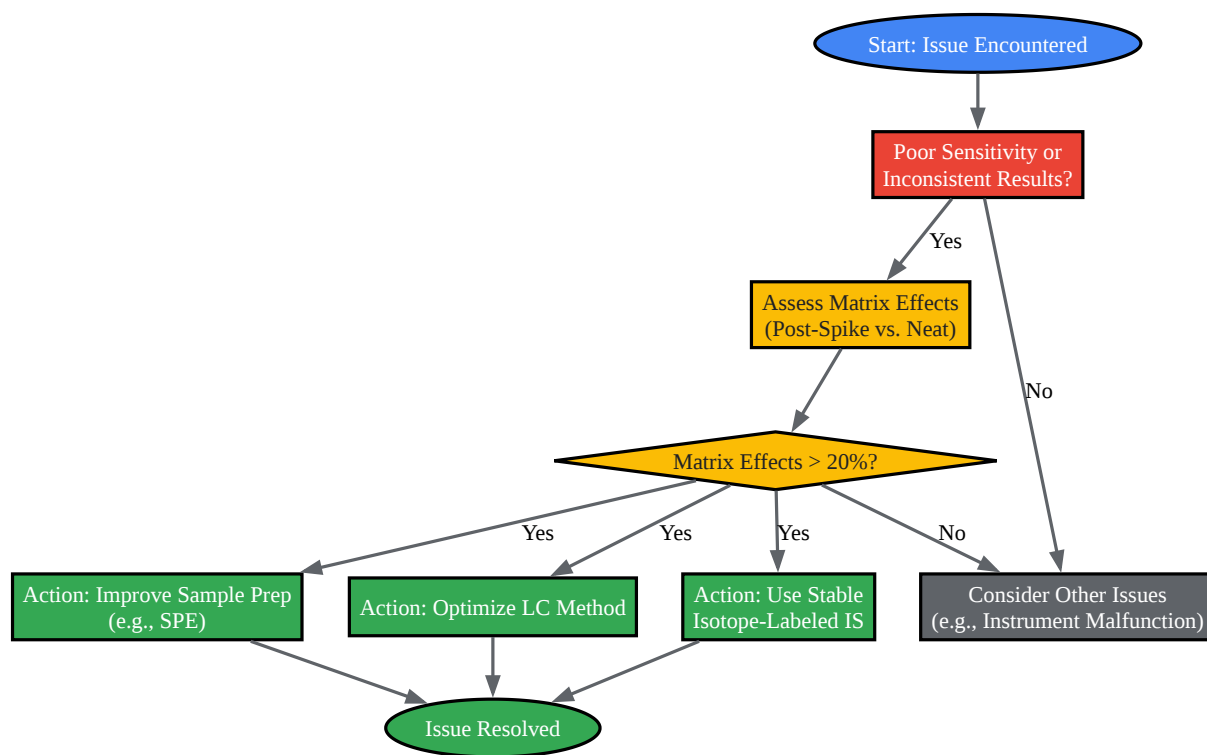 Start: Issue Encountered
Poor Sensitivity or
Inconsistent Results?
Yes
Assess Matrix Effects
(Post-Spike vs. Neat)
No
Matrix Effects > 20%?
Yes
Yes
Yes
No
Action: Improve Sample Prep
(e.g., SPE)
Action: Optimize LC Method
Action: Use Stable
Isotope-Labeled IS
Consider Other Issues
(e.g., Instrument Malfunction)
Issue Resolved